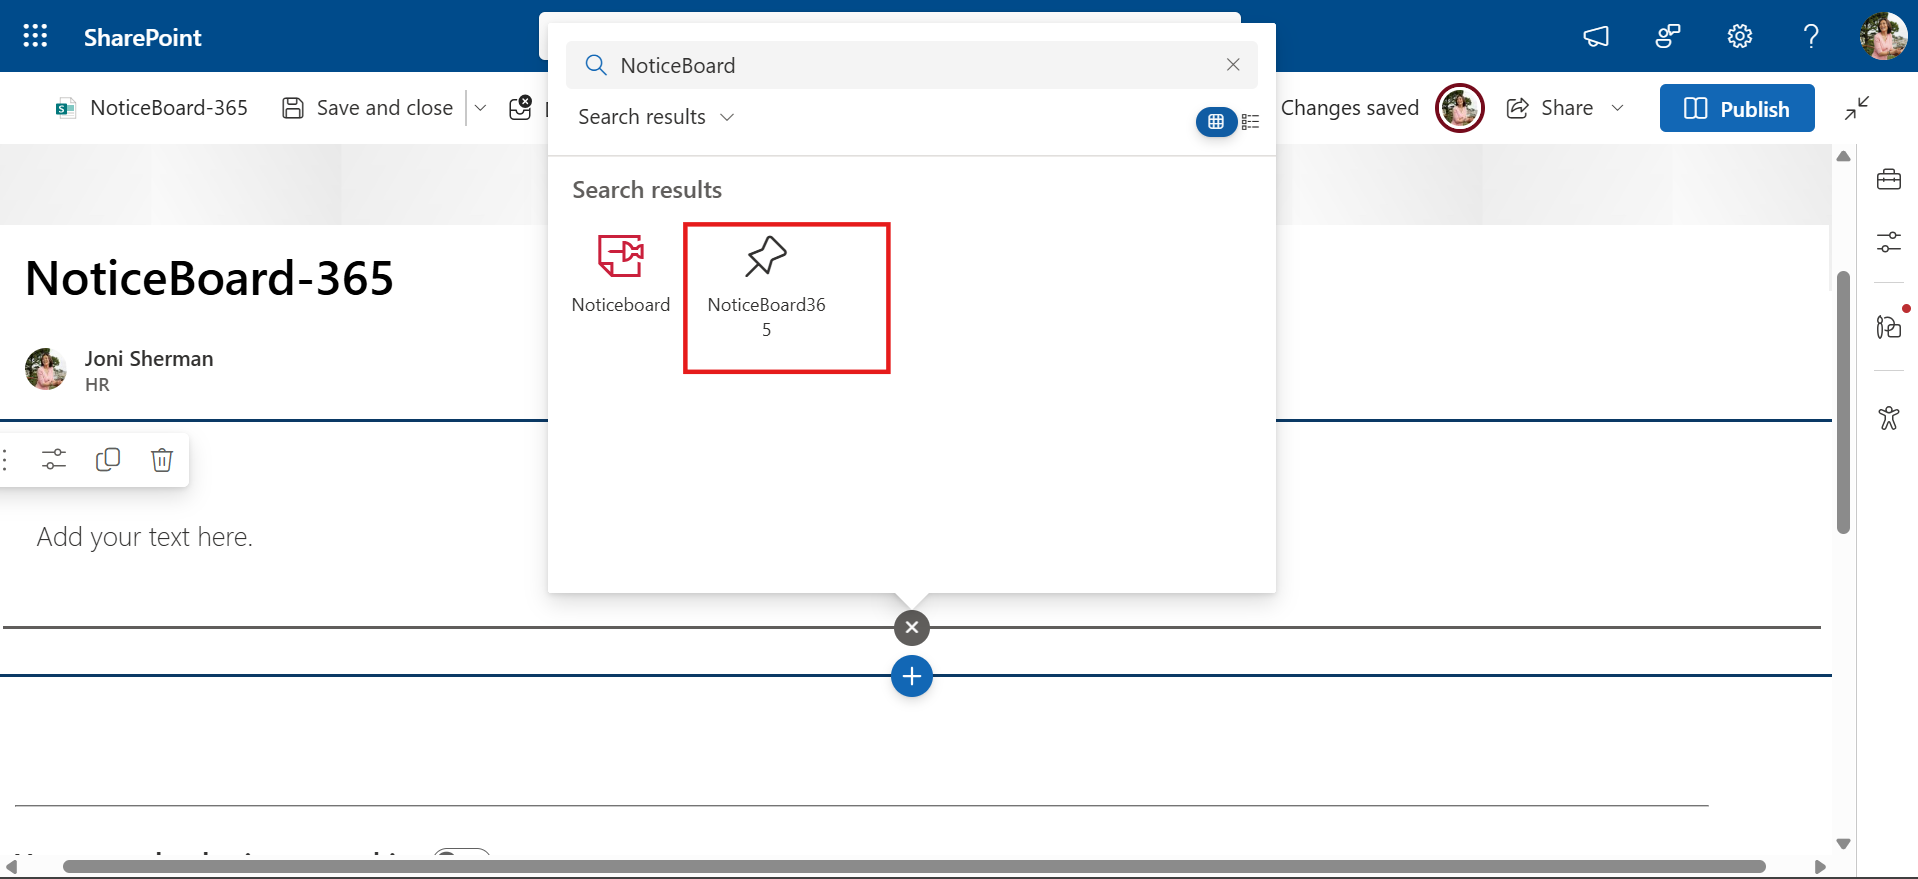 SharePoint
NoticeBoard
NoticeBoard-365
Save and close
Search results
Changes saved
Share
Publish
Search results
Noticeboard
NoticeBoard36
5
NoticeBoard-365
Joni Sherman
HR
Add your text here.